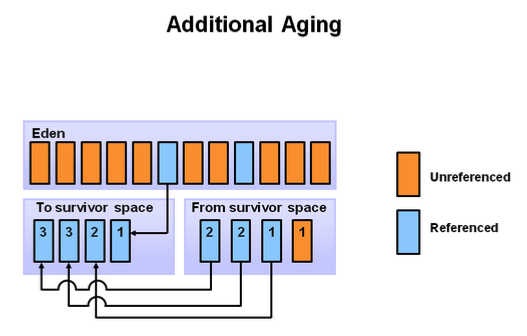 Additional Aging
Eden
Unreferenced
To survivor space
From survivor space
3 3 2 1
2 2 1 1
Referenced